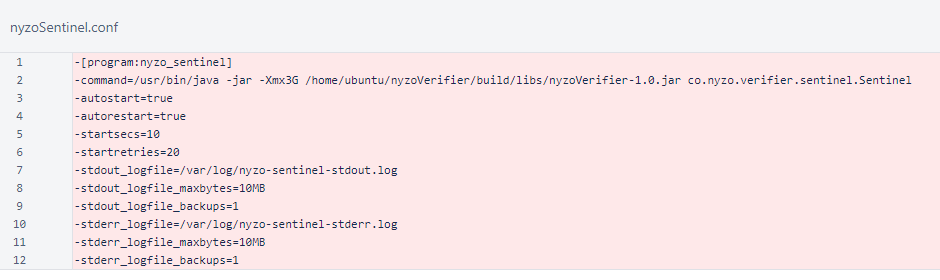 nyzoSentinel.conf
1 -[program:nyzo_sentinel]
2 -command=/usr/bin/java -jar -Xmx3G /home/ubuntu/nyzoVerifier/build/libs/nyzoVerifier-1.0.jar co.nyzo.verifier.sentinel.Sentinel
3 -autostart=true
4 -autorestart=true
5 -startsecs=10
6 -startretries=20
7 -stdout_logfile=/var/log/nyzo-sentinel-stdout.log
8 -stdout_logfile_maxbytes=10MB
9 -stdout_logfile_backups=1
10 -stderr_logfile=/var/log/nyzo-sentinel-stderr.log
11 -stderr_logfile_maxbytes=10MB
12 -stderr_logfile_backups=1